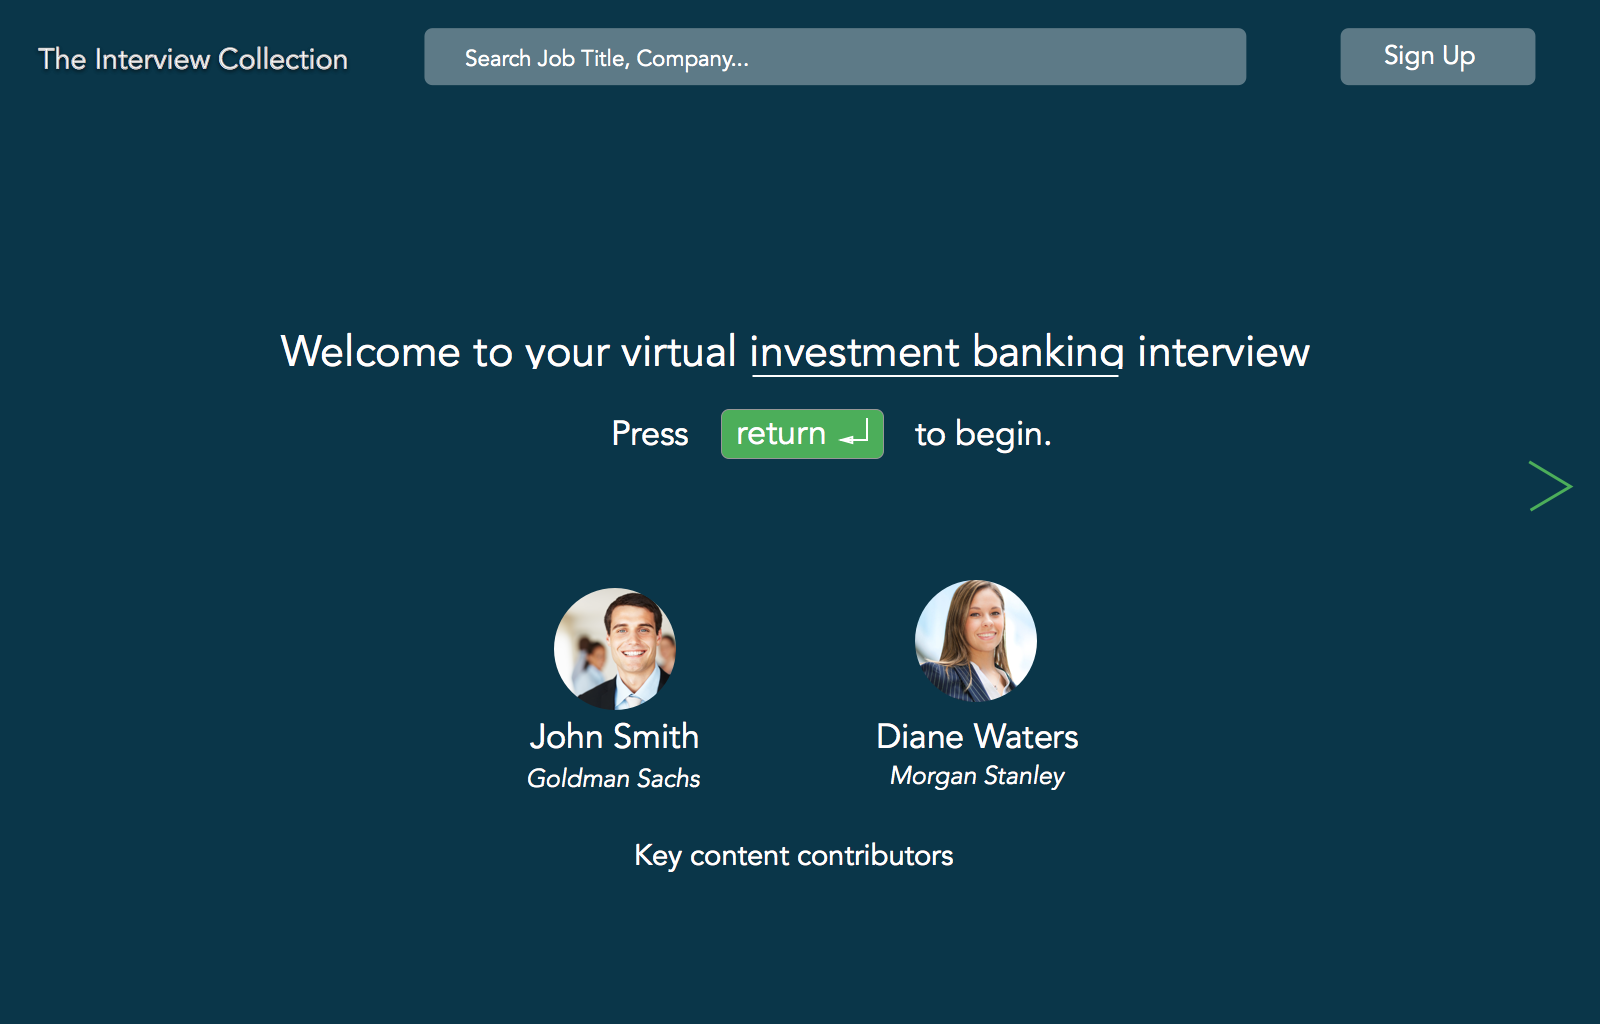 The Interview Collection
Search Job Title, Company...
Sign Up
Welcome to your virtual investment banking interview
Press return to begin.
John Smith
Goldman Sachs
Diane Waters
Morgan Stanley
Key content contributors